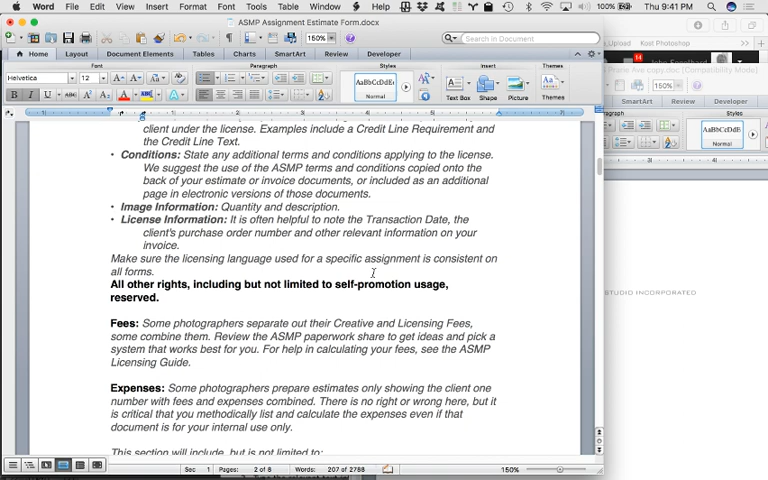 Word File Edit View Insert Format Font Tools Table Window Help 100% Thu 9:41 PM
ASMP Assignment Estimate Form.docx
150% Search in Document
Home Layout Document Elements Tables Charts SmartArt Review Developer
Font Paragraph Styles Insert Themes
Helvetica 12 A A Aa AaBbCcDdE
B I U ABC A A Normal Text Box Shape Picture Themes
client under the license. Examples include a Credit Line Requirement and
the Credit Line Text.
• Conditions: State any additional terms and conditions applying to the license.
We suggest the use of the ASMP terms and conditions copied onto the
back of your estimate or invoice documents, or included as an additional
page in electronic versions of those documents.
• Image Information: Quantity and description.
• License Information: It is often helpful to note the Transaction Date, the
client's purchase order number and other relevant information on your
invoice.
Make sure the licensing language used for a specific assignment is consistent on
all forms.
All other rights, including but not limited to self-promotion usage,
reserved.
Fees: Some photographers separate out their Creative and Licensing Fees,
some combine them. Review the ASMP paperwork share to get ideas and pick a
system that works best for you. For help in calculating your fees, see the ASMP
Licensing Guide.
Expenses: Some photographers prepare estimates only showing the client one
number with fees and expenses combined. There is no right or wrong here, but it
is critical that you methodically list and calculate the expenses even if that
document is for your internal use only.
This section will include, but is not limited to:
Sec 1 Pages: 2 of 8 Words: 207 of 2788 150%
Upload Kost Photoshop
copy.doc [Compatibility Mode]
150%
SmartArt Review Developer
Styles
AaBbCcDdE
Normal
STUDIO INCORPORATED